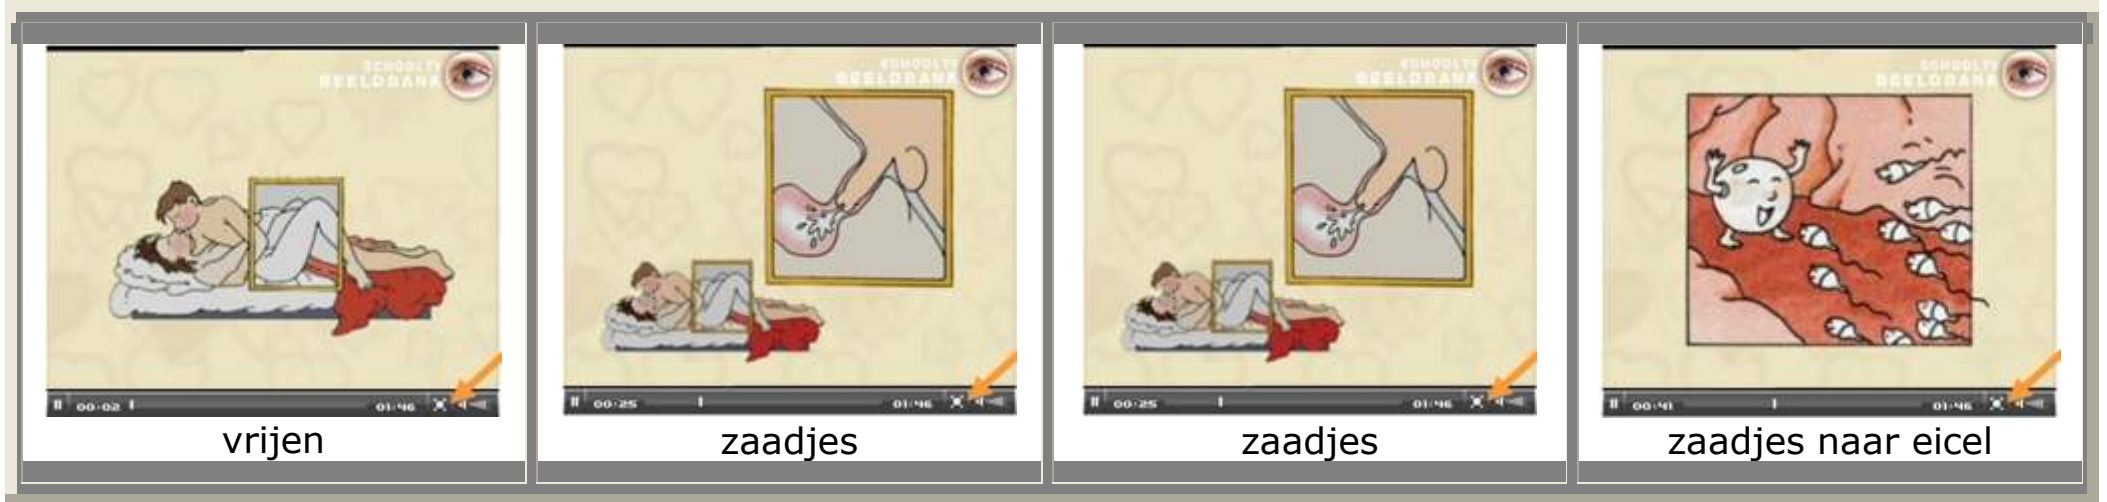 SCHOOLTV
BEELDBANK
00:02
01:46
vrijen
SCHOOLTV
BEELDBANK
00:25
01:46
zaadjes
SCHOOLTV
BEELDBANK
00:25
01:46
zaadjes
SCHOOLTV
BEELDBANK
00:41
01:46
zaadjes naar eicel